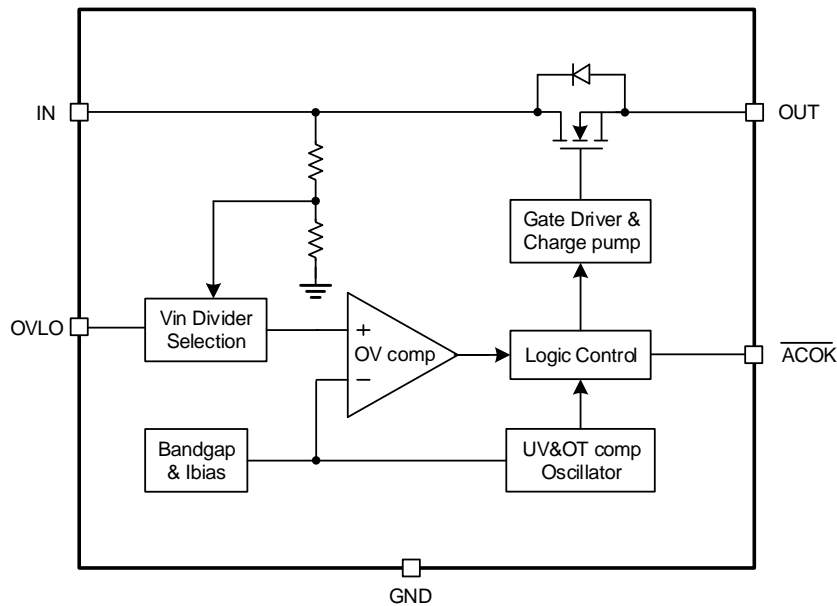 IN
OUT
Gate Driver &
Charge pump
OVLO
Vin Divider
Selection
+
OV comp
−
Logic Control
ACOK
Bandgap
& Ibias
UV&OT comp
Oscillator
GND